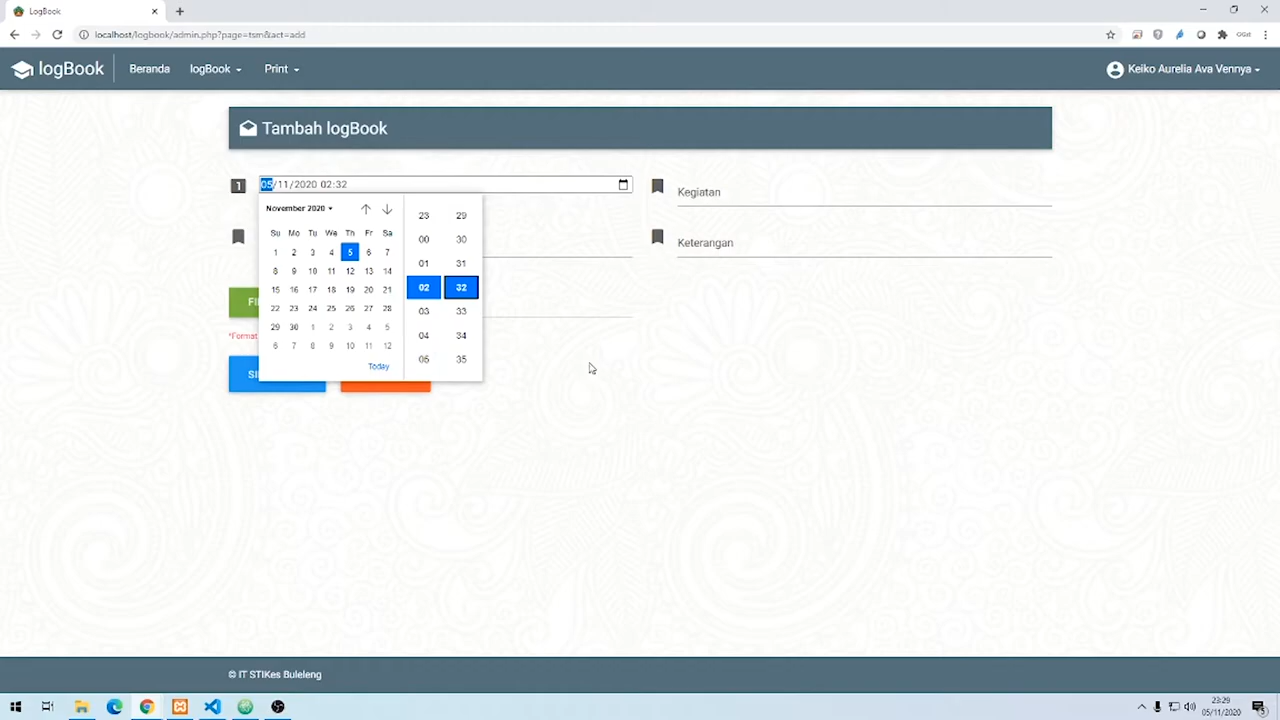 LogBook
localhost/logbook/admin.php?page=tsm&act=add
logBook
Beranda
logBook
Print
Keiko Aurelia Ava Vennya
Tambah logBook
1
05/11/2020 02:32
Kegiatan
Keterangan
November 2020
Su Mo Tu We Th Fr Sa
1 2 3 4 5 6 7
8 9 10 11 12 13 14
15 16 17 18 19 20 21
22 23 24 25 26 27 28
29 30 1 2 3 4 5
6 7 8 9 10 11 12
Today
23 29
00 30
01 31
02 32
03 33
04 34
05 35
FI
*Format
SI
© IT STIKes Buleleng
23:29
05/11/2020